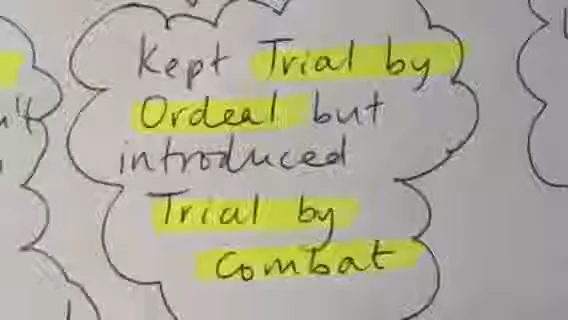 Kept Trial by
Ordeal but
introduced
Trial by
Combat